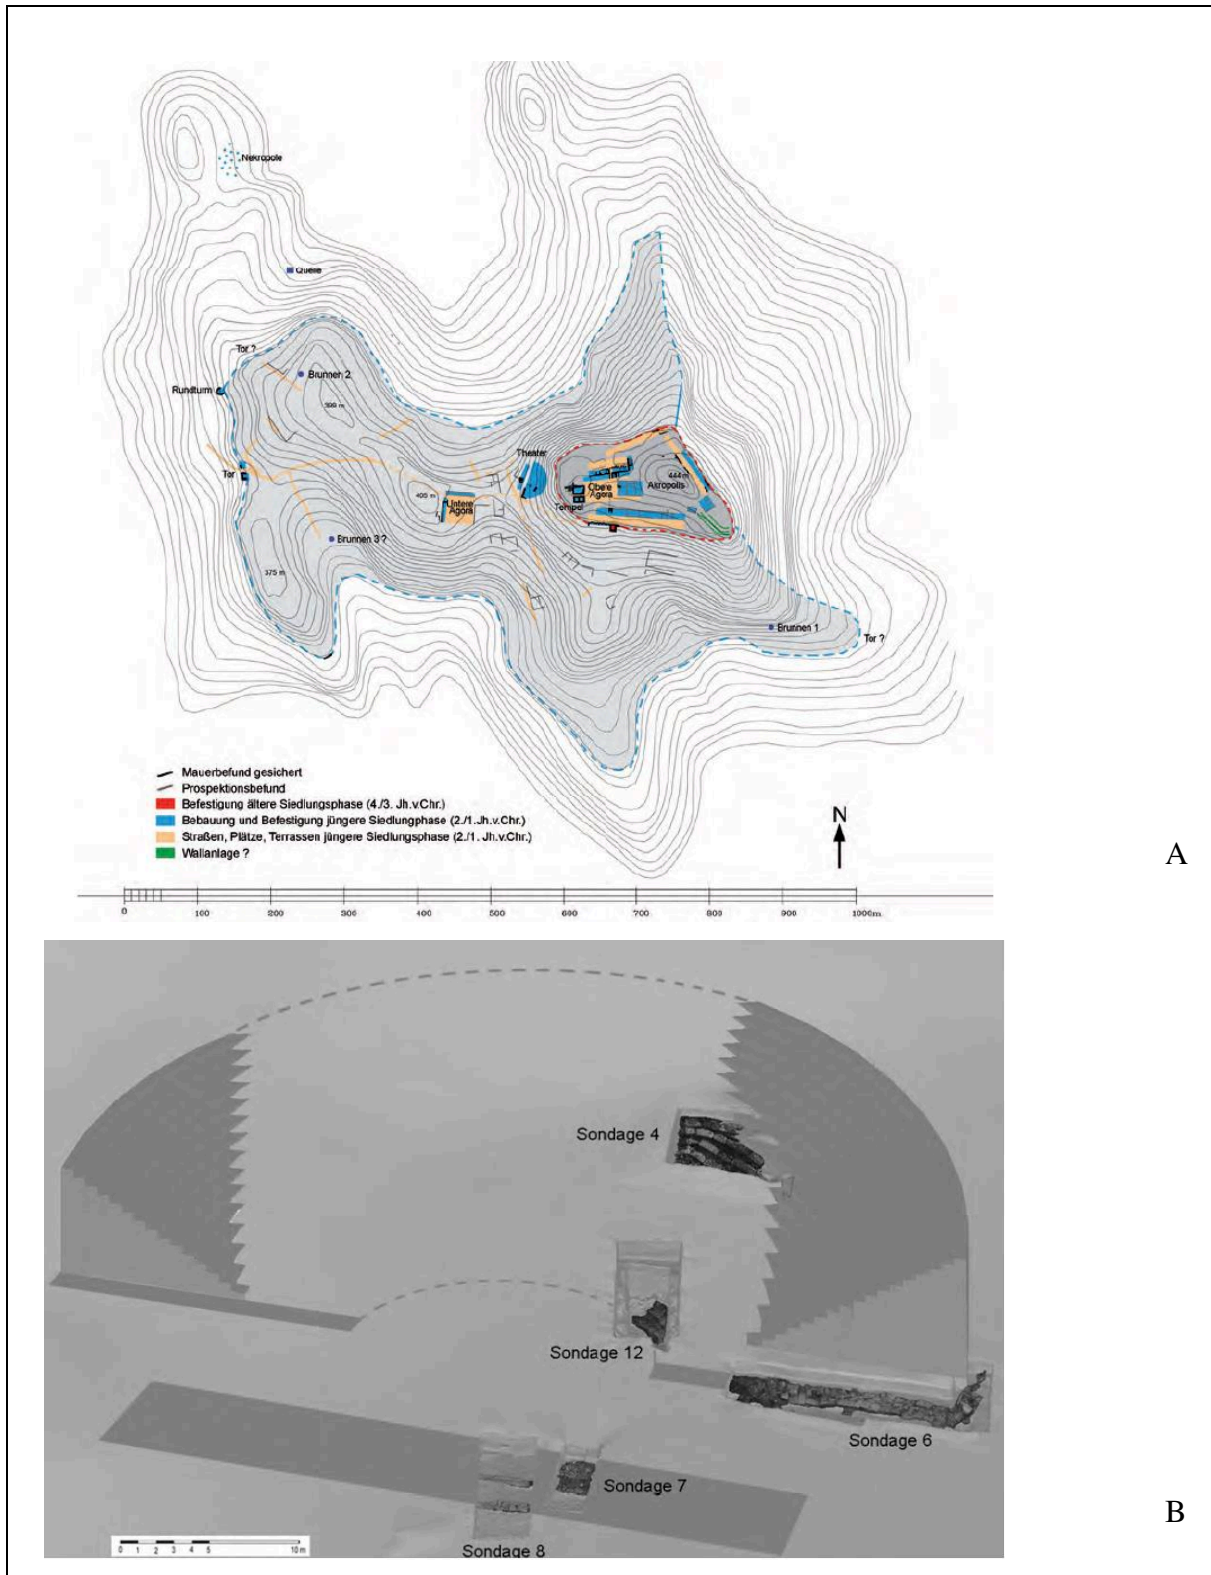 Nekropole
Quelle
Tor ?
Brunnen 2
Rundturm
399 m
Theater
Tor
444 m
Obere
Agora
Akropolis
405 m
Untere
Agora
Tempel
Brunnen 3 ?
375 m
Brunnen 1
Tor ?
Mauerbefund gesichert
Prospektionsbefund
Befestigung ältere Siedlungsphase (4./3. Jh.v.Chr.)
Bebauung und Befestigung jüngere Siedlungphase (2./1. Jh.v.Chr.)
Straßen, Plätze, Terrassen jüngere Siedlungsphase (2./1. Jh.v.Chr.)
Wallanlage ?
N
A
0 100 200 300 400 500 600 700 800 900 1000m
Sondage 4
Sondage 12
Sondage 6
Sondage 7
B
0 1 2 3 4 5 10 m
Sondage 8